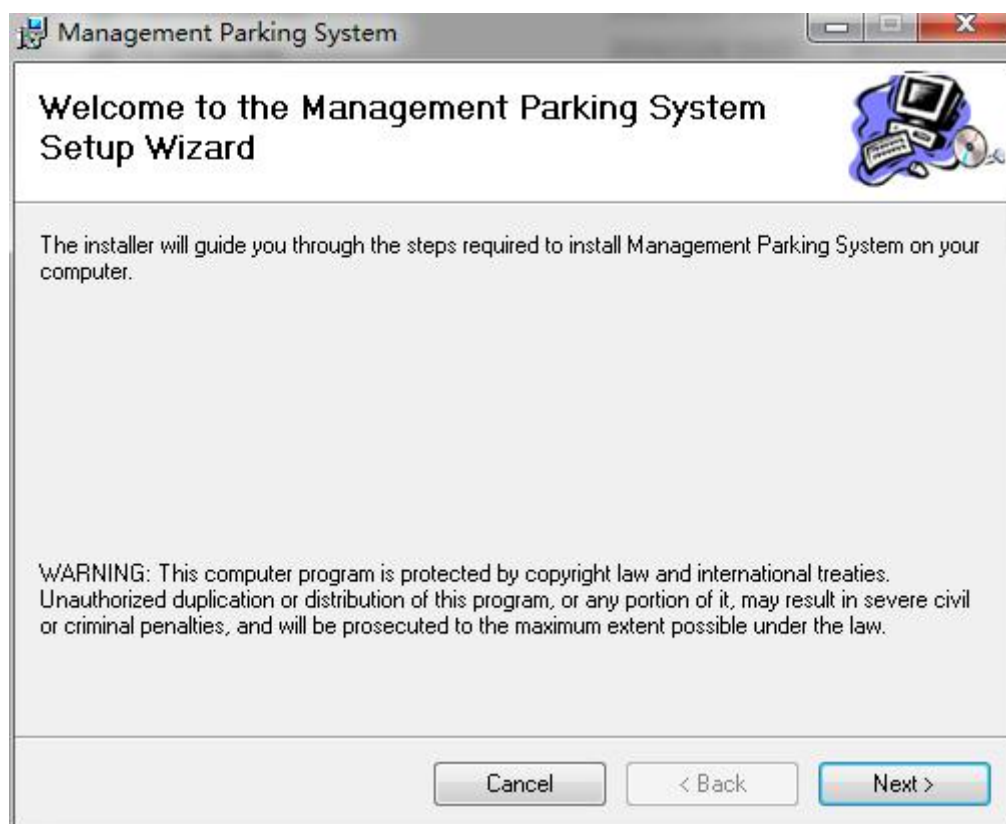 Management Parking System
Welcome to the Management Parking System
Setup Wizard
The installer will guide you through the steps required to install Management Parking System on your
computer.
WARNING: This computer program is protected by copyright law and international treaties.
Unauthorized duplication or distribution of this program, or any portion of it, may result in severe civil
or criminal penalties, and will be prosecuted to the maximum extent possible under the law.
Cancel
< Back
Next >